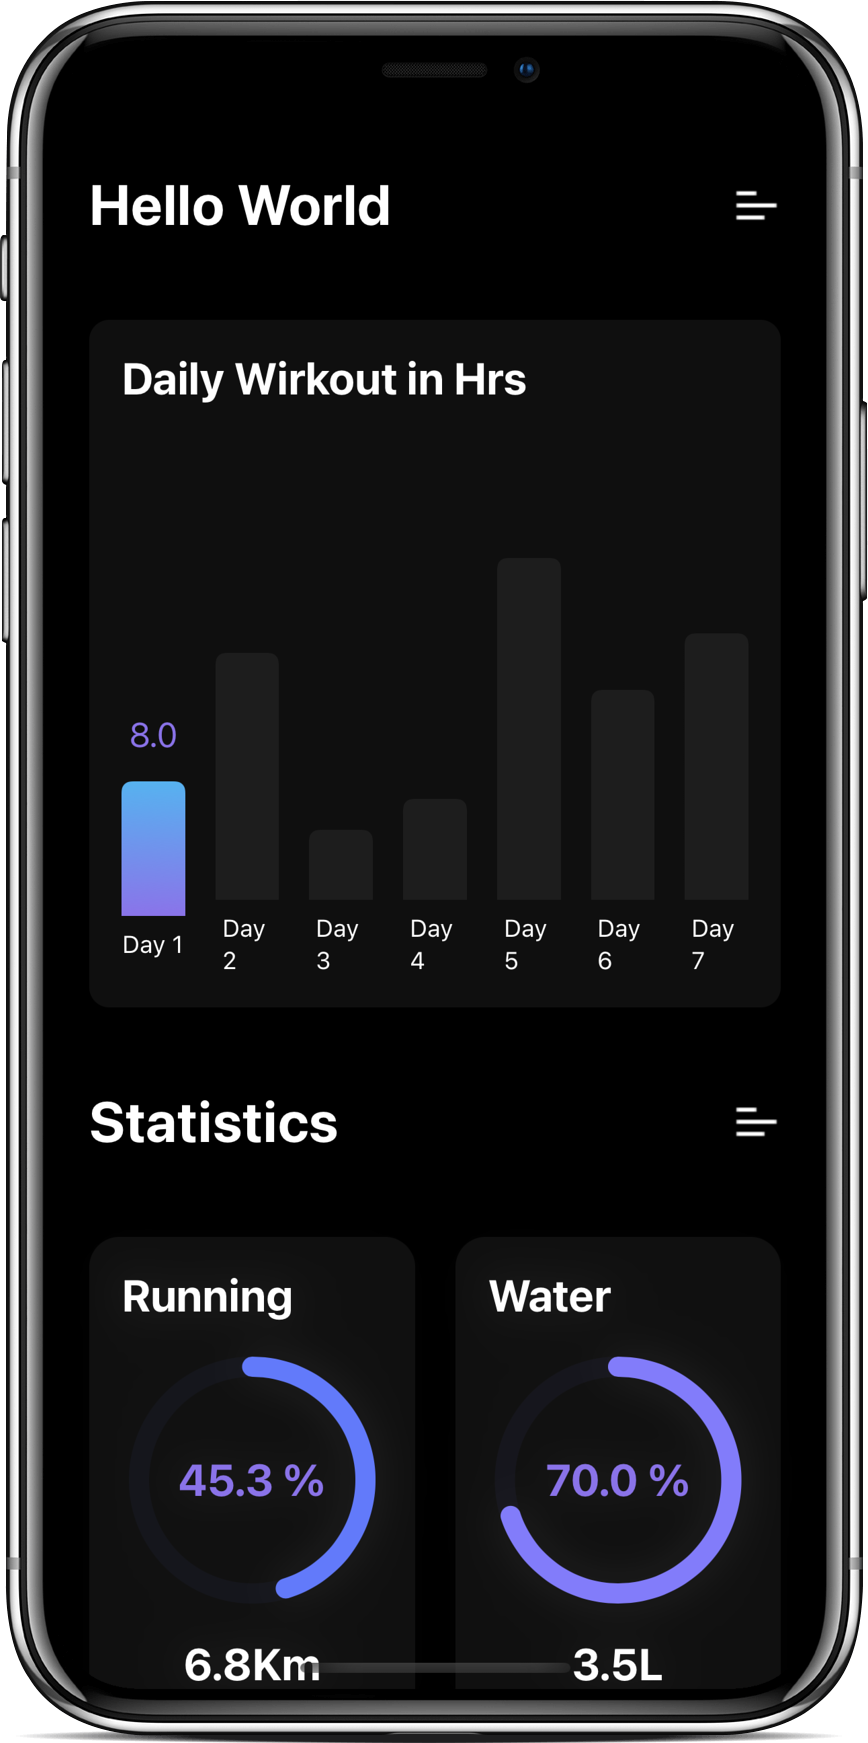 Hello World
Daily Wirkout in Hrs
8.0
Day 1
Day
2
Day
3
Day
4
Day
5
Day
6
Day
7
Statistics
Running
Water
45.3 %
70.0 %
6.8Km
3.5L